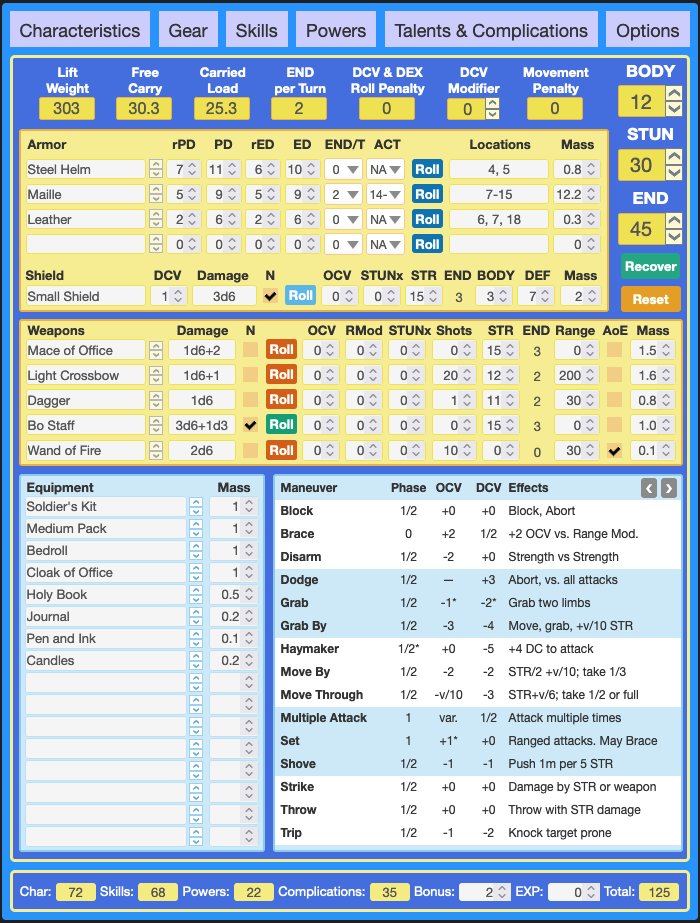 Characteristics Gear Skills Powers Talents & Complications Options
Lift Weight Free Carry Carried Load END per Turn DCV & DEX Roll Penalty DCV Modifier Movement Penalty BODY
303 30.3 25.3 2 0 0 0 12
STUN
30
END
45
Recover
Reset
Armor rPD PD rED ED END/T ACT Locations Mass
Steel Helm 7 11 6 10 0 NA Roll 4, 5 0.8
Maille 5 9 5 9 2 14- Roll 7-15 12.2
Leather 2 6 2 6 0 NA Roll 6, 7, 18 0.3
0 0 0 0 0 NA Roll 0
Shield DCV Damage N OCV STUNx STR END BODY DEF Mass
Small Shield 1 3d6 Roll 0 0 15 3 3 7 2
Weapons Damage N OCV RMod STUNx Shots STR END Range AoE Mass
Mace of Office 1d6+2 Roll 0 0 0 0 15 3 0 1.5
Light Crossbow 1d6+1 Roll 0 0 0 20 12 2 200 1.6
Dagger 1d6 Roll 0 0 0 1 11 2 30 0.8
Bo Staff 3d6+1d3 Roll 0 0 0 0 15 3 0 1.0
Wand of Fire 2d6 Roll 0 0 0 10 0 0 30 0.1
Equipment Mass
Soldier's Kit 1
Medium Pack 1
Bedroll 1
Cloak of Office 1
Holy Book 0.5
Journal 0.2
Pen and Ink 0.1
Candles 0.2
Maneuver Phase OCV DCV Effects
Block 1/2 +0 +0 Block, Abort
Brace 0 +2 1/2 +2 OCV vs. Range Mod.
Disarm 1/2 -2 +0 Strength vs Strength
Dodge 1/2 — +3 Abort, vs. all attacks
Grab 1/2 -1* -2* Grab two limbs
Grab By 1/2 -3 -4 Move, grab, +v/10 STR
Haymaker 1/2* +0 -5 +4 DC to attack
Move By 1/2 -2 -2 STR/2 +v/10; take 1/3
Move Through 1/2 -v/10 -3 STR+v/6; take 1/2 or full
Multiple Attack 1 var. 1/2 Attack multiple times
Set 1 +1* +0 Ranged attacks. May Brace
Shove 1/2 -1 -1 Push 1m per 5 STR
Strike 1/2 +0 +0 Damage by STR or weapon
Throw 1/2 +0 +0 Throw with STR damage
Trip 1/2 -1 -2 Knock target prone
Char: 72 Skills: 68 Powers: 22 Complications: 35 Bonus: 2 EXP: 0 Total: 125